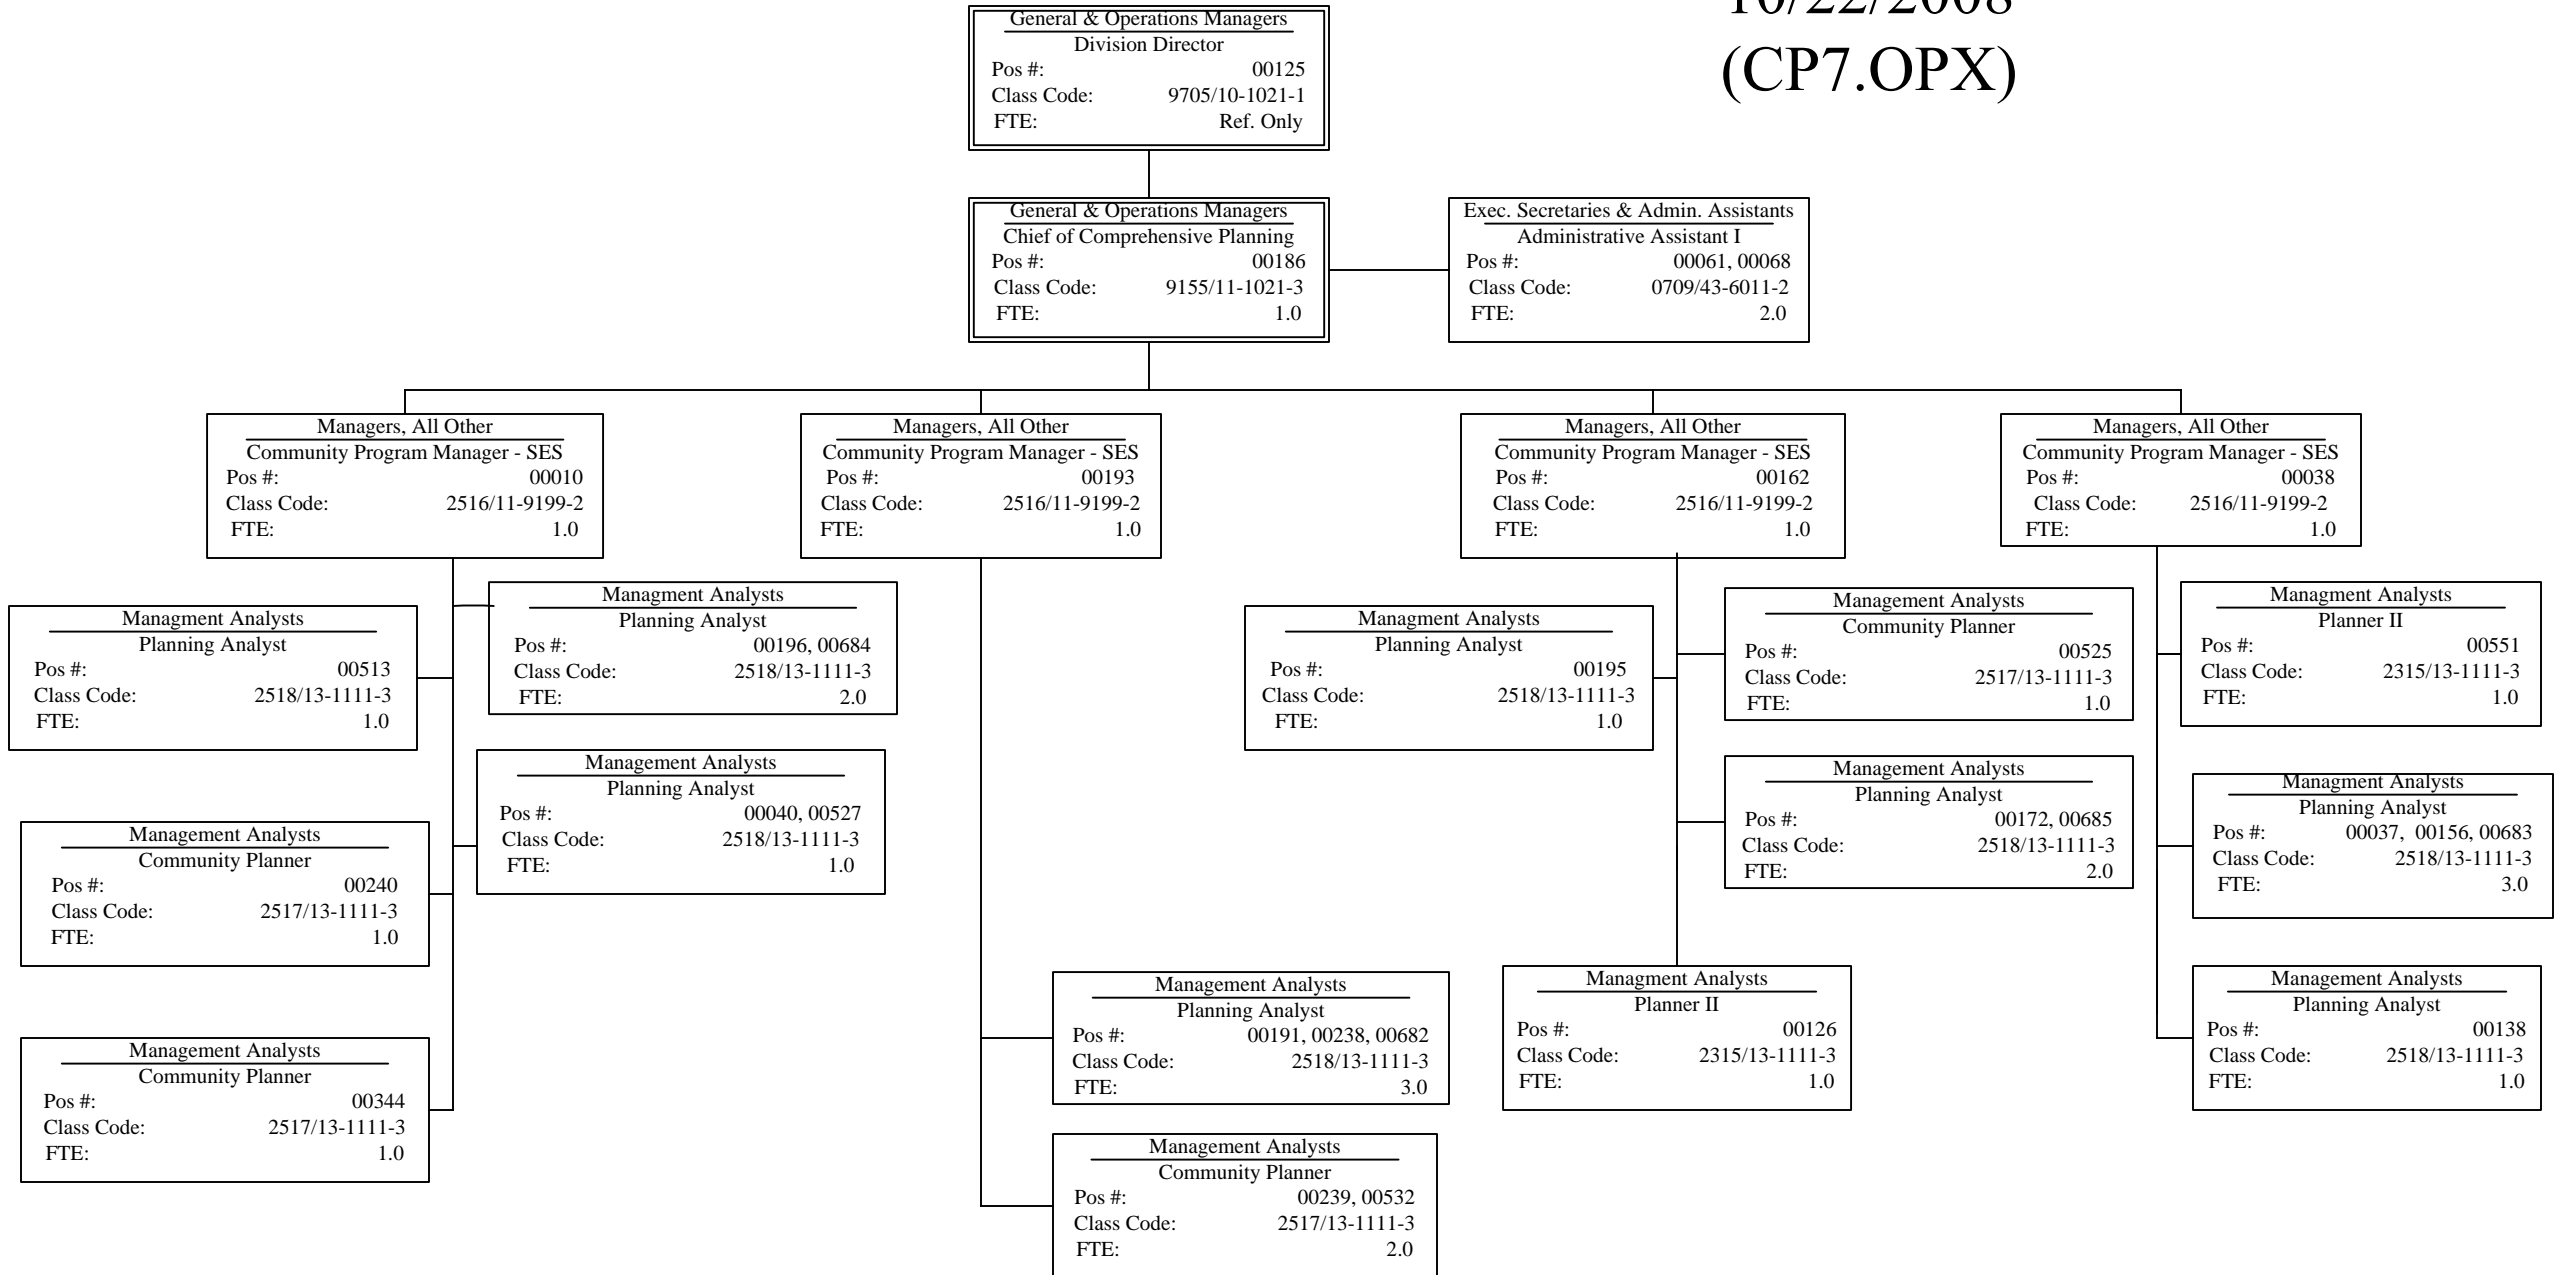 10/22/2008
(CP7.OPX)
General & Operations Managers
Division Director
Pos #: 00125
Class Code: 9705/10-1021-1
FTE: Ref. Only
General & Operations Managers
Chief of Comprehensive Planning
Pos #: 00186
Class Code: 9155/11-1021-3
FTE: 1.0
Exec. Secretaries & Admin. Assistants
Administrative Assistant I
Pos #: 00061, 00068
Class Code: 0709/43-6011-2
FTE: 2.0
Managers, All Other
Community Program Manager - SES
Pos #: 00010
Class Code: 2516/11-9199-2
FTE: 1.0
Managers, All Other
Community Program Manager - SES
Pos #: 00193
Class Code: 2516/11-9199-2
FTE: 1.0
Managers, All Other
Community Program Manager - SES
Pos #: 00162
Class Code: 2516/11-9199-2
FTE: 1.0
Managers, All Other
Community Program Manager - SES
Pos #: 00038
Class Code: 2516/11-9199-2
FTE: 1.0
Managment Analysts
Planning Analyst
Pos #: 00513
Class Code: 2518/13-1111-3
FTE: 1.0
Managment Analysts
Planning Analyst
Pos #: 00196, 00684
Class Code: 2518/13-1111-3
FTE: 2.0
Management Analysts
Planning Analyst
Pos #: 00040, 00527
Class Code: 2518/13-1111-3
FTE: 1.0
Management Analysts
Community Planner
Pos #: 00240
Class Code: 2517/13-1111-3
FTE: 1.0
Management Analysts
Community Planner
Pos #: 00344
Class Code: 2517/13-1111-3
FTE: 1.0
Management Analysts
Planning Analyst
Pos #: 00191, 00238, 00682
Class Code: 2518/13-1111-3
FTE: 3.0
Management Analysts
Community Planner
Pos #: 00239, 00532
Class Code: 2517/13-1111-3
FTE: 2.0
Managment Analysts
Planning Analyst
Pos #: 00195
Class Code: 2518/13-1111-3
FTE: 1.0
Management Analysts
Community Planner
Pos #: 00525
Class Code: 2517/13-1111-3
FTE: 1.0
Management Analysts
Planning Analyst
Pos #: 00172, 00685
Class Code: 2518/13-1111-3
FTE: 2.0
Managment Analysts
Planner II
Pos #: 00126
Class Code: 2315/13-1111-3
FTE: 1.0
Managment Analysts
Planner II
Pos #: 00551
Class Code: 2315/13-1111-3
FTE: 1.0
Managment Analysts
Planning Analyst
Pos #: 00037, 00156, 00683
Class Code: 2518/13-1111-3
FTE: 3.0
Managment Analysts
Planning Analyst
Pos #: 00138
Class Code: 2518/13-1111-3
FTE: 1.0